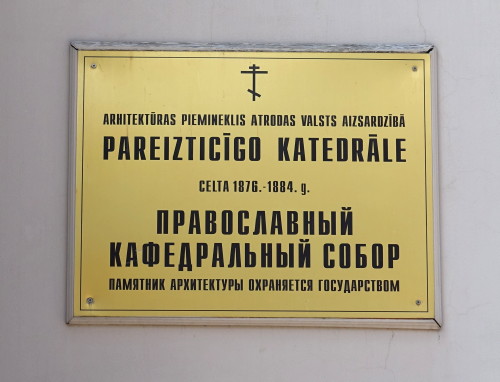 ARHITEKTŪRAS PIEMINEKLIS ATRODAS VALSTS AIZSARDZĪBĀ
PAREIZTICĪGO KATEDRĀLE
CELTA 1876.-1884. g.
ПРАВОСЛАВНЫЙ
КАФЕДРАЛЬНЫЙ СОБОР
ПАМЯТНИК АРХИТЕКТУРЫ ОХРАНЯЕТСЯ ГОСУДАРСТВОМ